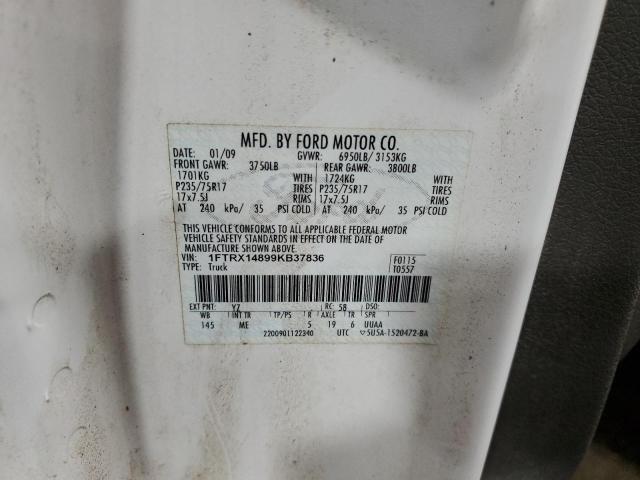 MFD. BY FORD MOTOR CO.
DATE: 01/09 GVWR: 6950LB/ 3153KG
FRONT GAWR: 3750LB REAR GAWR: 3800LB
1701KG WITH 1724KG WITH
P235/75R17 TIRES P235/75R17 TIRES
17x7.5J RIMS 17x7.5J RIMS
AT 240 kPa/ 35 PSI COLD AT 240 kPa/ 35 PSI COLD
THIS VEHICLE CONFORMS TO ALL APPLICABLE FEDERAL MOTOR
VEHICLE SAFETY STANDARDS IN EFFECT ON THE DATE OF
MANUFACTURE SHOWN ABOVE.
VIN: 1FTRX14899KB37836 F0115
TYPE: Truck T0557
EXT PNT: YZ RC: 58 DSO:
WB INT TR TP/PS R AXLE TR SPR
145 ME 5 19 6 UUAA
2200901122340 UTC 5U5A-1520472-BA